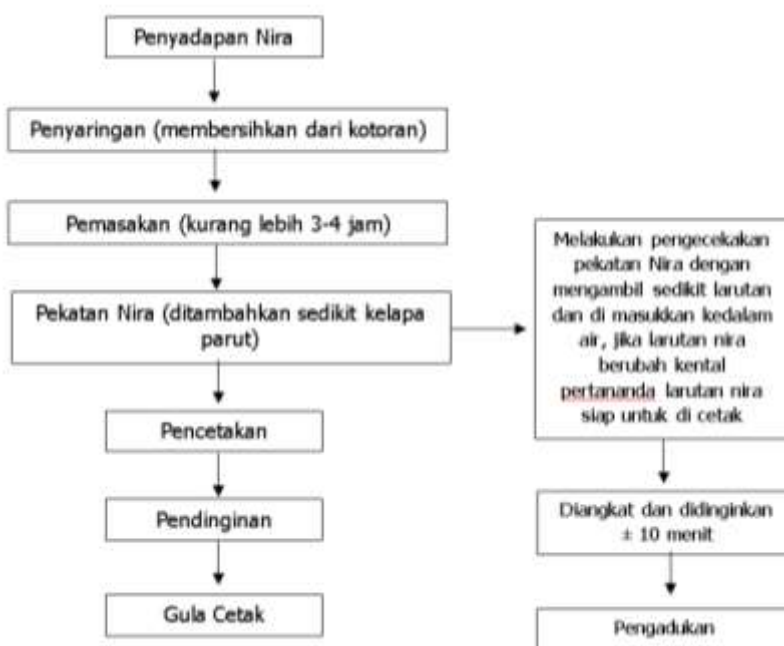 Penyadapan Nira
Penyaringan (membersihkan dari kotoran)
Pemasakan (kurang lebih 3-4 jam)
Pekatan Nira (ditambahkan sedikit kelapa
parut)
Pencetakan
Pendinginan
Gula Cetak
Melakukan pengecekakan
pekatan Nira dengan
mengambil sedikit larutan
dan di masukkan kedalam
air, jika larutan nira
berubah kental
pertananda larutan nira
siap untuk di cetak
Diangkat dan didinginkan
± 10 menit
Pengadukan